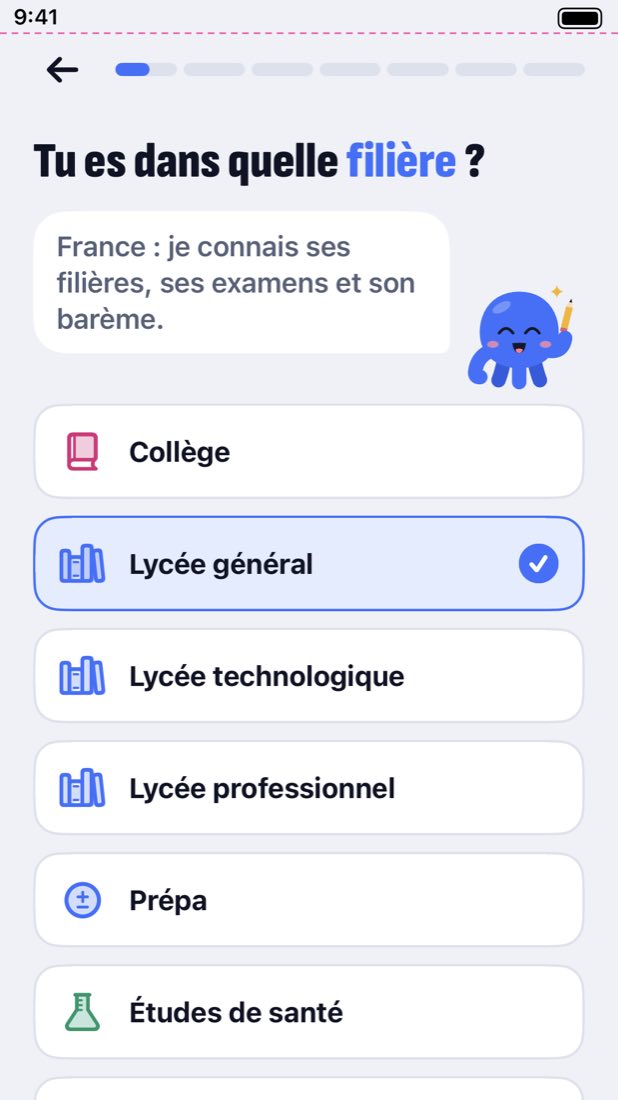 9:41
Tu es dans quelle filière ?
France : je connais ses
filières, ses examens et son
barème.
Collège
Lycée général
Lycée technologique
Lycée professionnel
Prépa
Études de santé